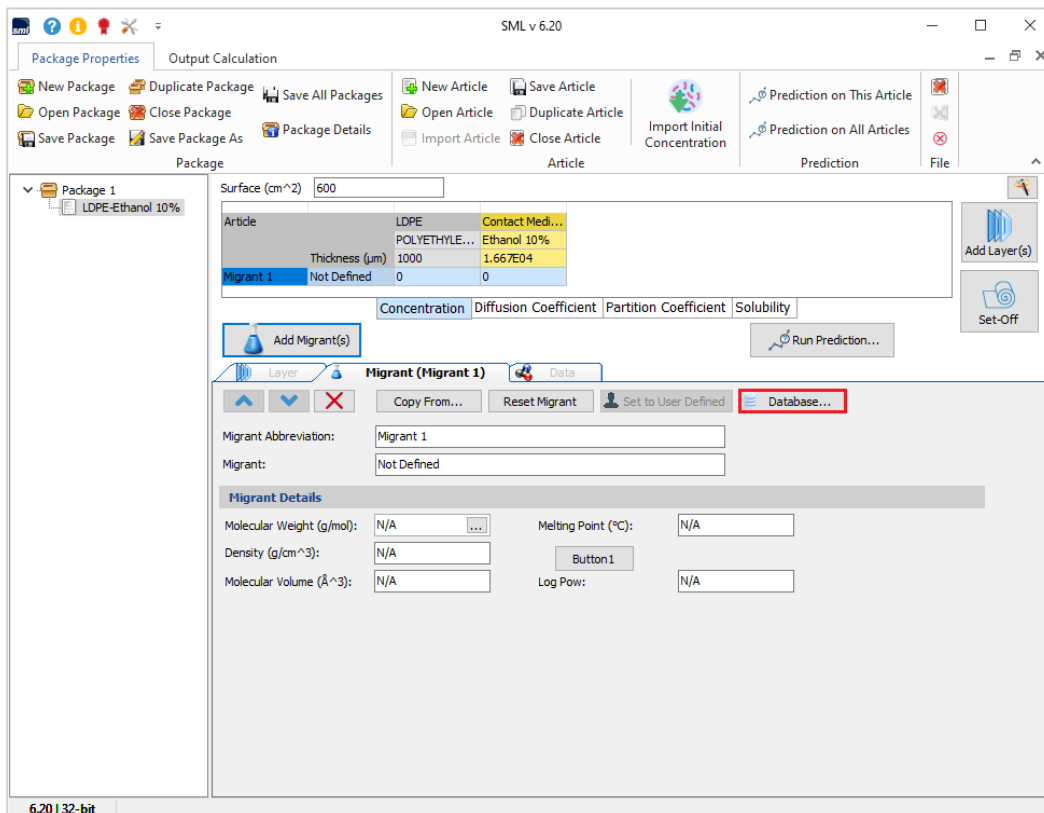 sml SML v 6.20
Package Properties Output Calculation
New Package Duplicate Package Save All Packages New Article Save Article Import Initial Concentration Prediction on This Article
Open Package Close Package Package Details Open Article Duplicate Article Prediction on All Articles
Save Package Save Package As Import Article Close Article
Package Article Prediction File
Package 1
LDPE-Ethanol 10%
Surface (cm^2) 600
Article LDPE Contact Medi...
POLYETHYLE... Ethanol 10%
Thickness (µm) 1000 1.667E04
Migrant 1 Not Defined 0 0
Add Layer(s)
Set-Off
Concentration Diffusion Coefficient Partition Coefficient Solubility
Add Migrant(s) Run Prediction...
Layer Migrant (Migrant 1) Data
Copy From... Reset Migrant Set to User Defined Database...
Migrant Abbreviation: Migrant 1
Migrant: Not Defined
Migrant Details
Molecular Weight (g/mol): N/A ... Melting Point (ºC): N/A
Density (g/cm^3): N/A Button1
Molecular Volume (Å^3): N/A Log Pow: N/A
6.20 | 32-bit